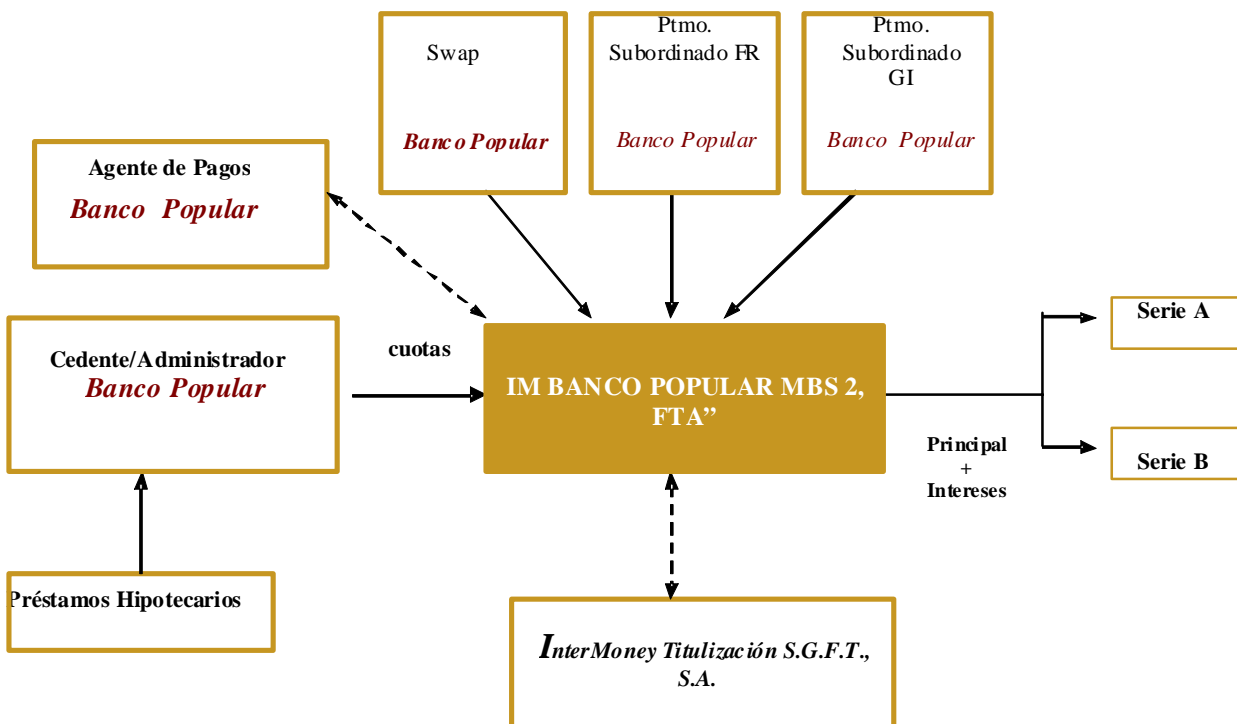 Swap
Banco Popular
Ptmo.
Subordinado FR
Banco Popular
Ptmo.
Subordinado
GI
Banco Popular
Agente de Pagos
Banco Popular
Cedente/Administrador
Banco Popular
cuotas
IM BANCO POPULAR MBS 2,
FTA”
Principal
+
Intereses
Serie A
Serie B
Préstamos Hipotecarios
InterMoney Titulización S.G.F.T.,
S.A.